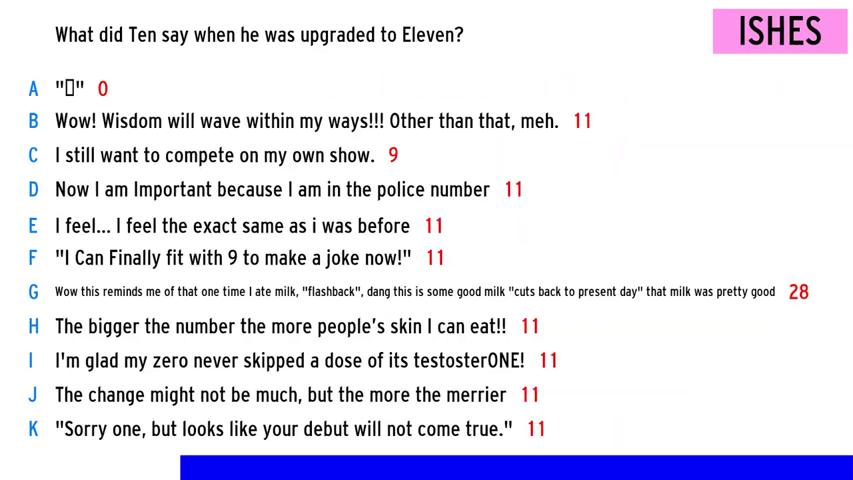 What did Ten say when he was upgraded to Eleven?
ISHES
A "▯" 0
B Wow! Wisdom will wave within my ways!!! Other than that, meh. 11
C I still want to compete on my own show. 9
D Now I am Important because I am in the police number 11
E I feel... I feel the exact same as i was before 11
F "I Can Finally fit with 9 to make a joke now!" 11
G Wow this reminds me of that one time I ate milk, "flashback", dang this is some good milk "cuts back to present day" that milk was pretty good 28
H The bigger the number the more people's skin I can eat!! 11
I I'm glad my zero never skipped a dose of its testosterONE! 11
J The change might not be much, but the more the merrier 11
K "Sorry one, but looks like your debut will not come true." 11